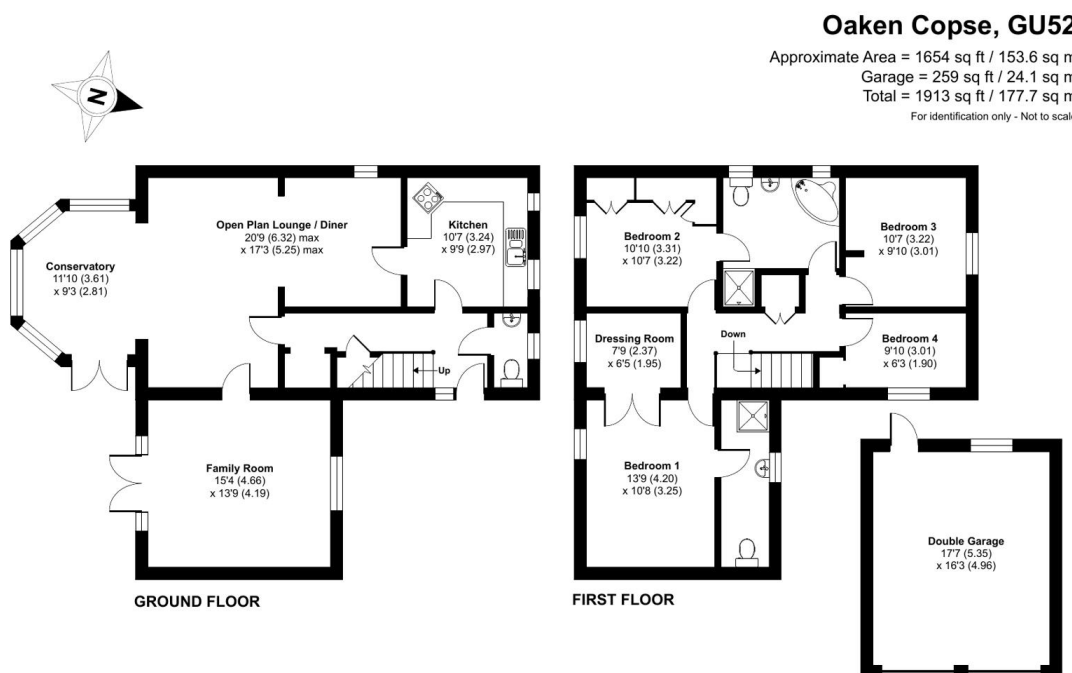 Oaken Copse, GU52
Approximate Area = 1654 sq ft / 153.6 sq m
Garage = 259 sq ft / 24.1 sq m
Total = 1913 sq ft / 177.7 sq m
For identification only - Not to scale
N
Open Plan Lounge / Diner
20'9 (6.32) max
x 17'3 (5.25) max
Kitchen
10'7 (3.24)
x 9'9 (2.97)
Conservatory
11'10 (3.61)
x 9'3 (2.81)
Up
Family Room
15'4 (4.66)
x 13'9 (4.19)
GROUND FLOOR
Bedroom 2
10'10 (3.31)
x 10'7 (3.22)
Bedroom 3
10'7 (3.22)
x 9'10 (3.01)
Dressing Room
7'9 (2.37)
x 6'5 (1.95)
Down
Bedroom 4
9'10 (3.01)
x 6'3 (1.90)
Bedroom 1
13'9 (4.20)
x 10'8 (3.25)
FIRST FLOOR
Double Garage
17'7 (5.35)
x 16'3 (4.96)